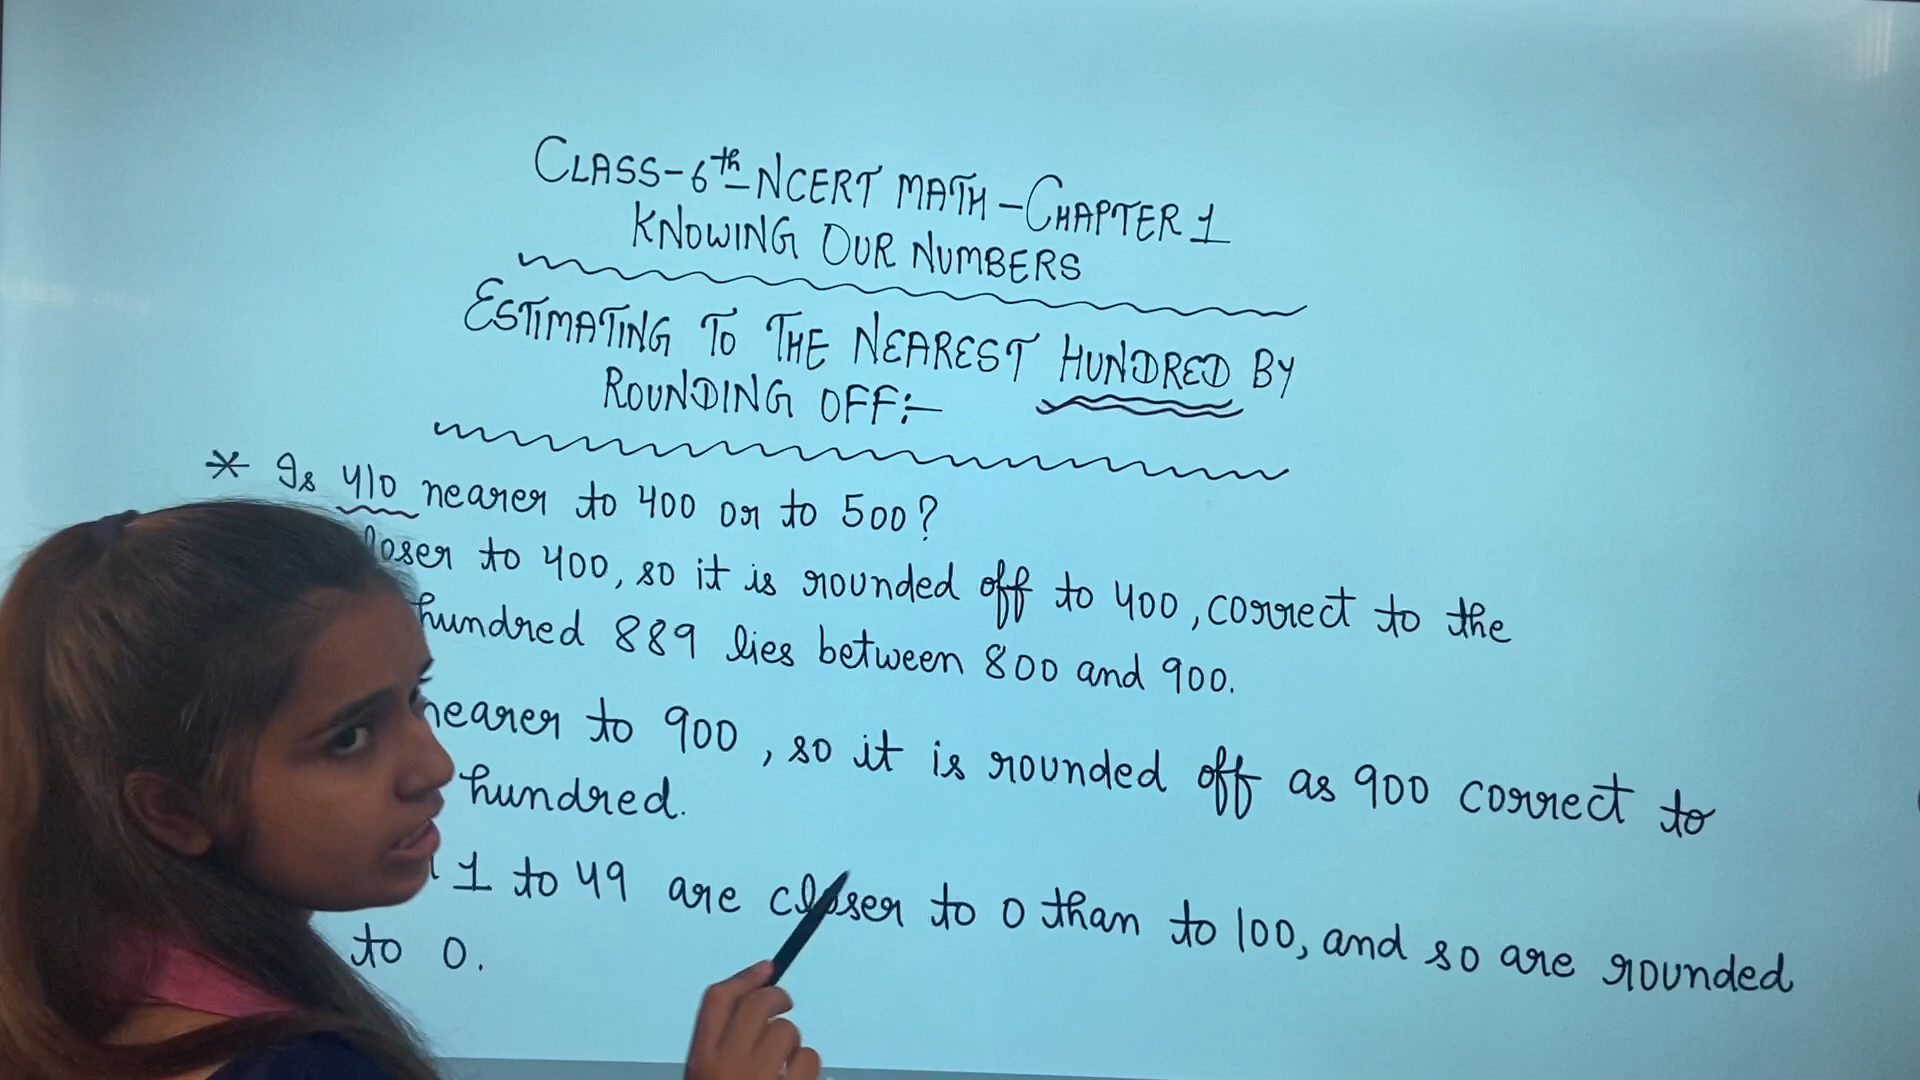 CLASS-6th-NCERT MATH-CHAPTER 1
KNOWING OUR NUMBERS
ESTIMATING TO THE NEAREST HUNDRED BY
ROUNDING OFF:-
* Is 410 nearer to 400 or to 500?
loser to 400, so it is rounded off to 400, correct to the
hundred 889 lies between 800 and 900.
nearer to 900, so it is rounded off as 900 correct to
hundred.
1 to 49 are closer to 0 than to 100, and so are rounded
to 0.